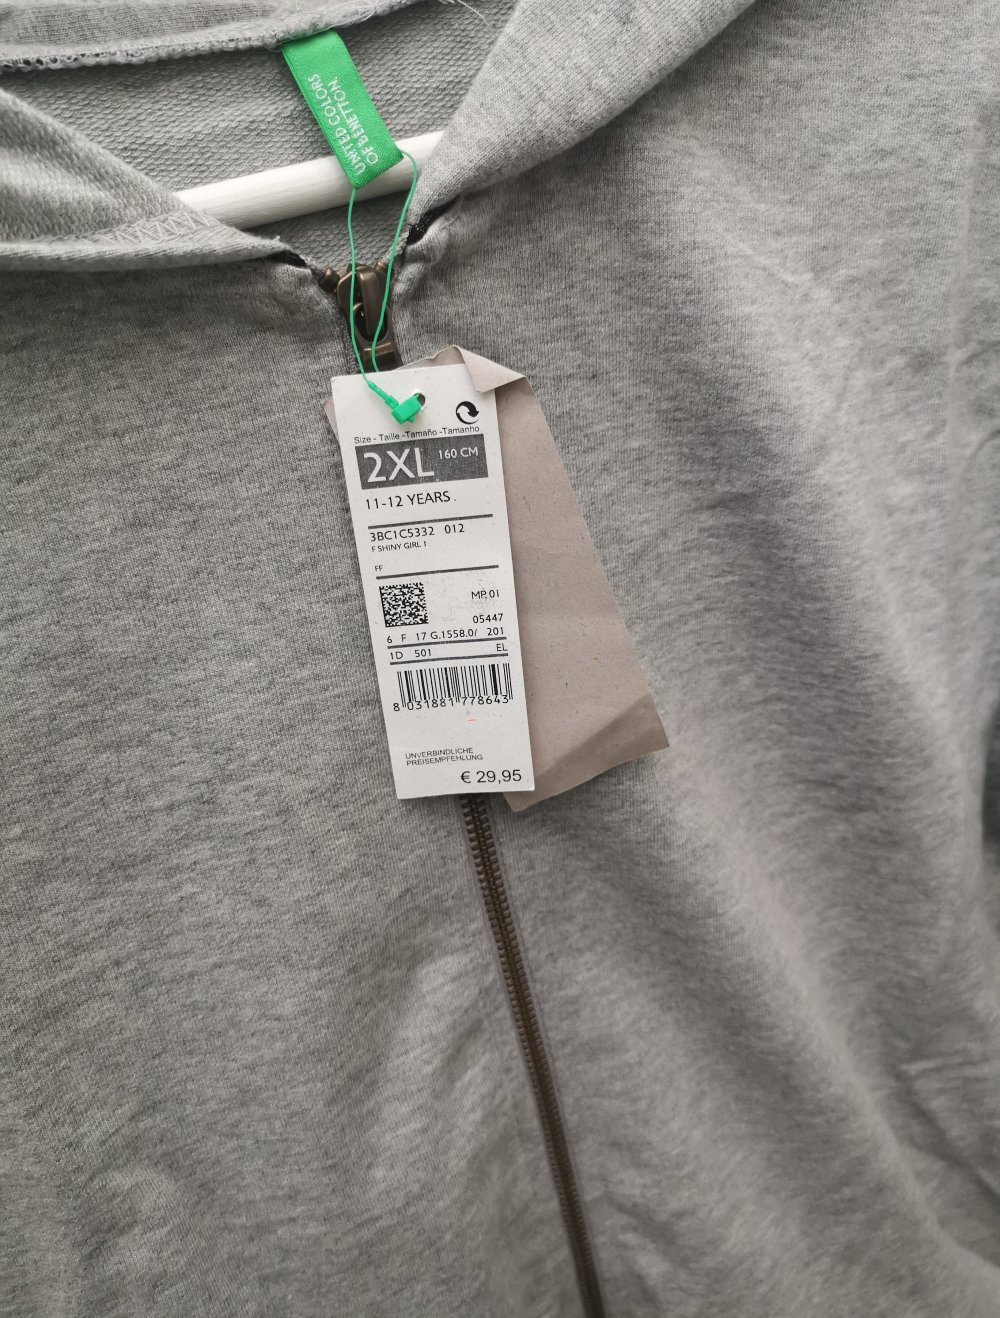 UNITED COLORS
OF BENETTON.
Size - Taille -Tamaño -Tamanho
2XL 160 CM
11-12 YEARS .
3BC1C5332 012
F SHINY GIRL 1
FF
MP.01
05447
6 F 17 G.1558.0/ 201
1D 501 EL
8 031881 778643
UNVERBINDLICHE
PREISEMPFEHLUNG
€ 29,95